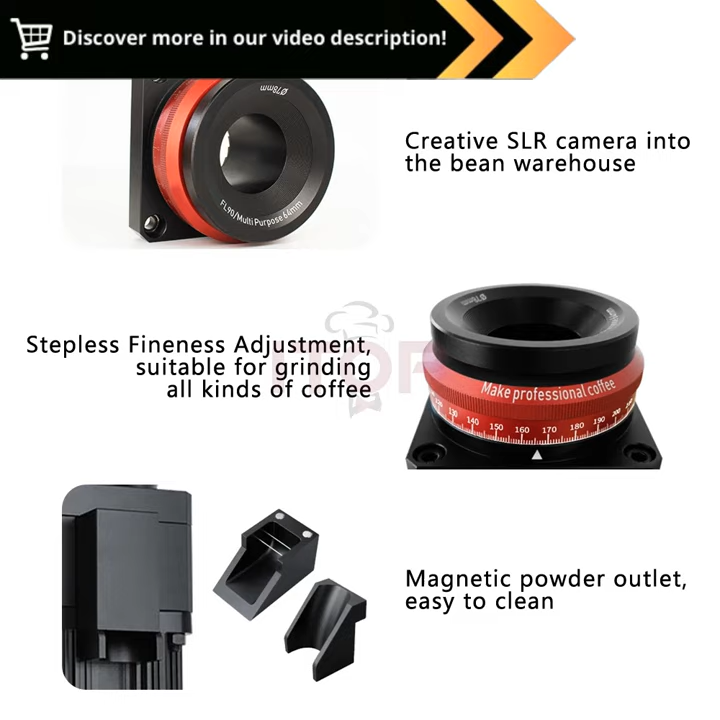 Discover more in our video description!
Ø78mm
FL90/Multi Purpose 64mm
Creative SLR camera into
the bean warehouse
Stepless Fineness Adjustment,
suitable for grinding
all kinds of coffee
ITOP
Ø78mm
Make professional coffee
130 140 150 160 170 180 190 200
Magnetic powder outlet,
easy to clean